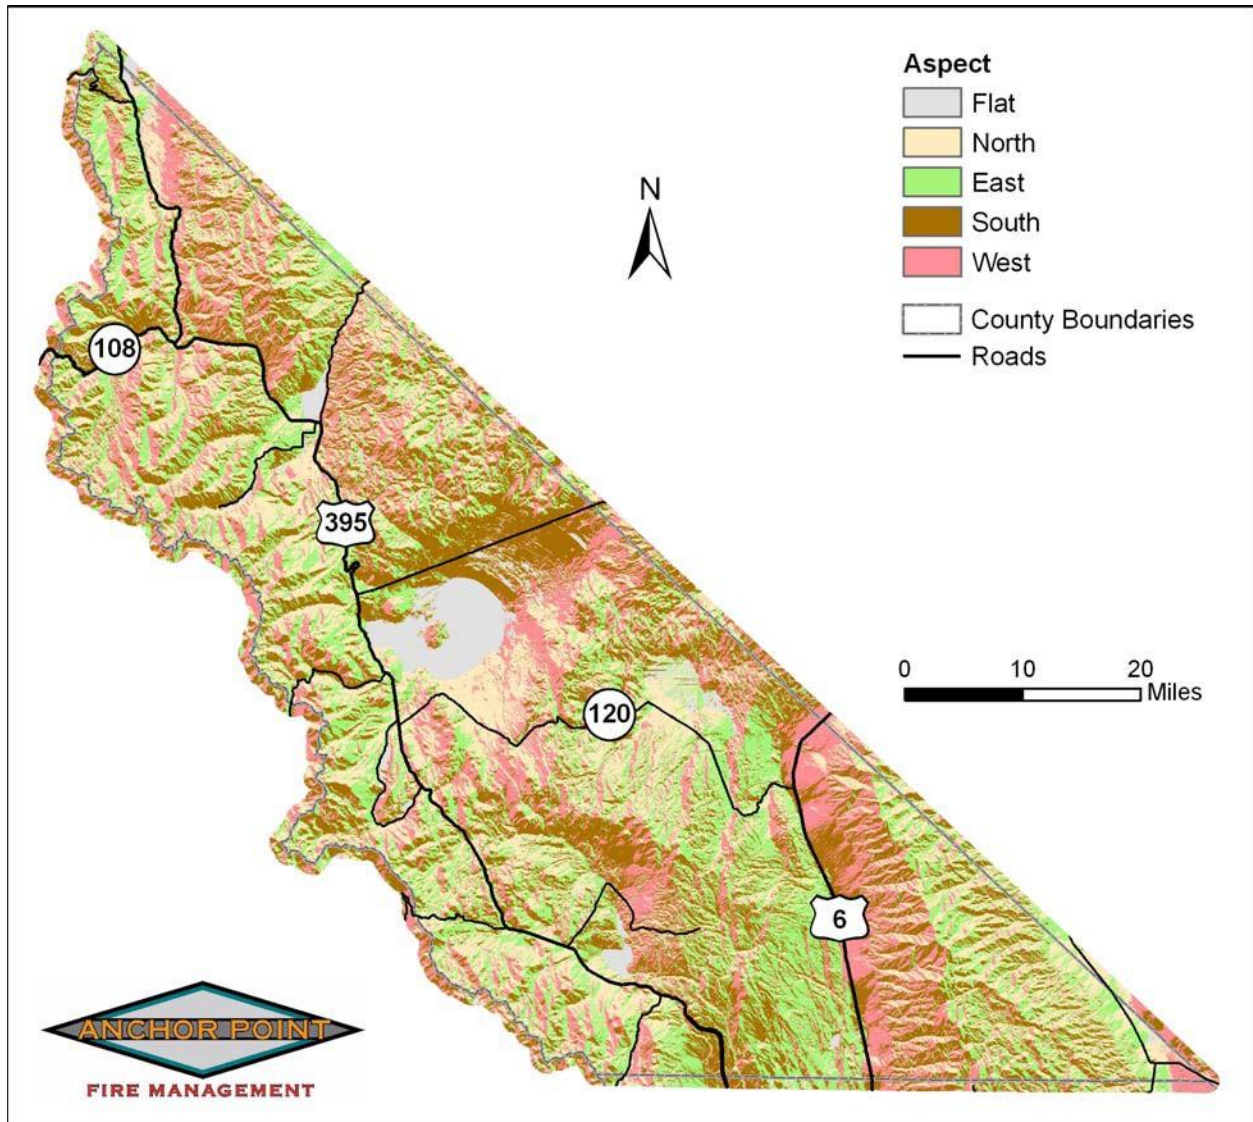 Aspect
Flat
North
East
South
West
County Boundaries
Roads
N
108
395
0 10 20
Miles
120
6
ANCHOR POINT
FIRE MANAGEMENT